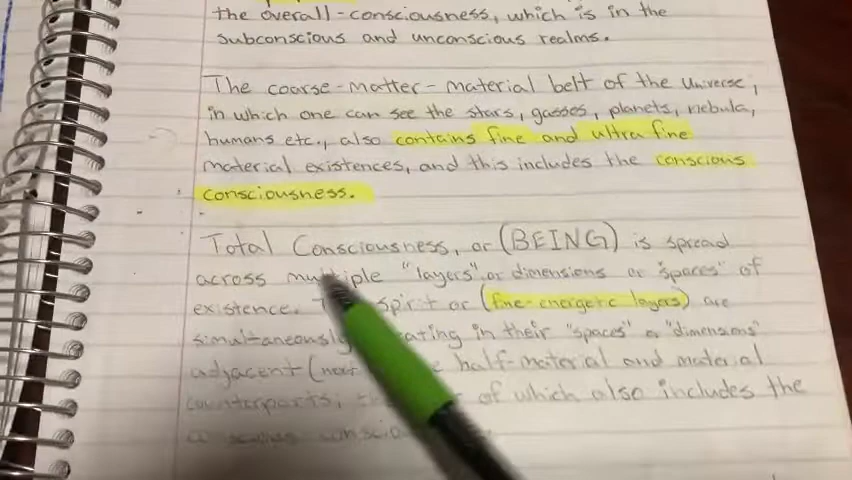 the overall-consciousness, which is in the
subconscious and unconscious realms.
The coarse-matter-material belt of the Universe,
in which one can see the stars, gasses, planets, nebula,
humans etc., also contains fine and ultra fine
material existences, and this includes the conscious
consciousness.
Total Consciousness, or (BEING) is spread
across multiple "layers" or dimensions or "spaces" of
existence. spirit or (fine-energetic layers) are
simultaneously in their "spaces" or "dimensions"
adjacent (next half-material and material
counterparts; of which also includes the